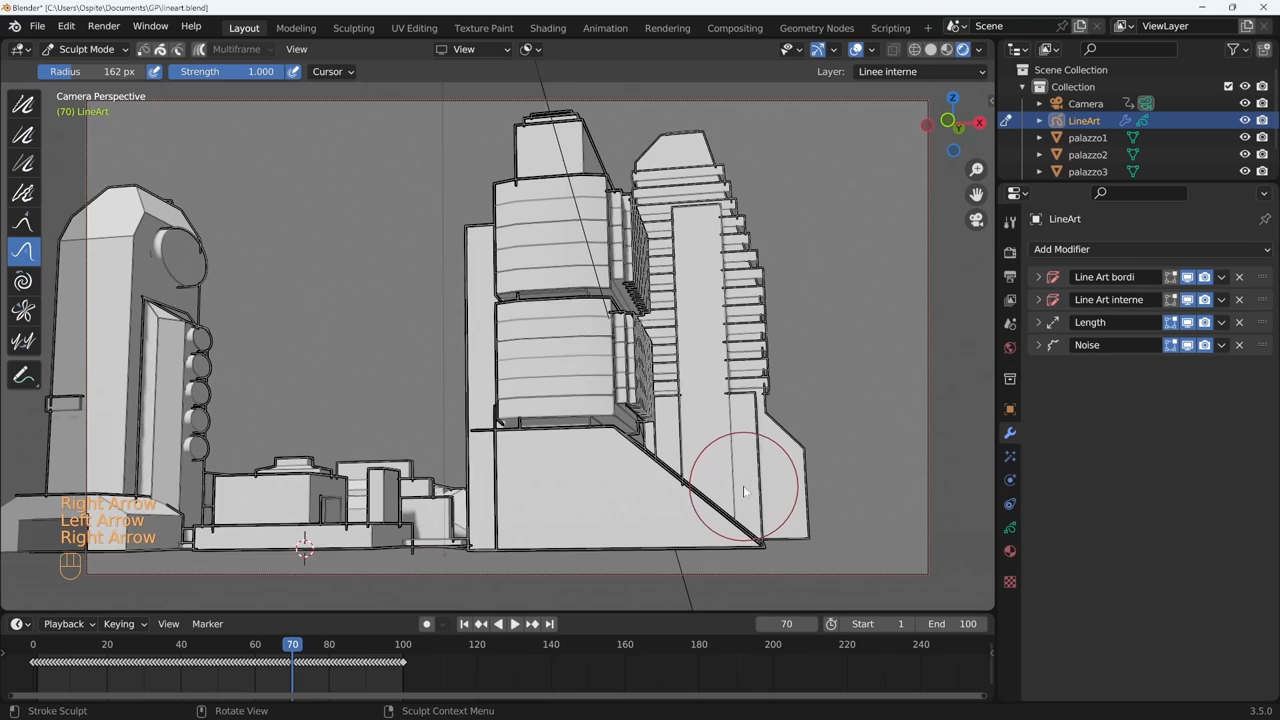 Blender* [C:\Users\Ospite\Documents\GP\lineart.blend]
File Edit Render Window Help Layout Modeling Sculpting UV Editing Texture Paint Shading Animation Rendering Compositing Geometry Nodes Scripting Scene ViewLayer
Sculpt Mode Multiframe View View
Radius 162 px Strength 1.000 Cursor Layer: Linee interne
Camera Perspective
(70) LineArt
Z
X
Y
Right Arrow
Left Arrow
Right Arrow
Scene Collection
Collection
Camera
LineArt
palazzo1
palazzo2
palazzo3
LineArt
Add Modifier
Line Art bordi
Line Art interne
Length
Noise
Playback Keying View Marker 70 Start 1 End 100
0 20 40 60 70 80 100 120 140 160 180 200 220 240
Stroke Sculpt Rotate View Sculpt Context Menu 3.5.0